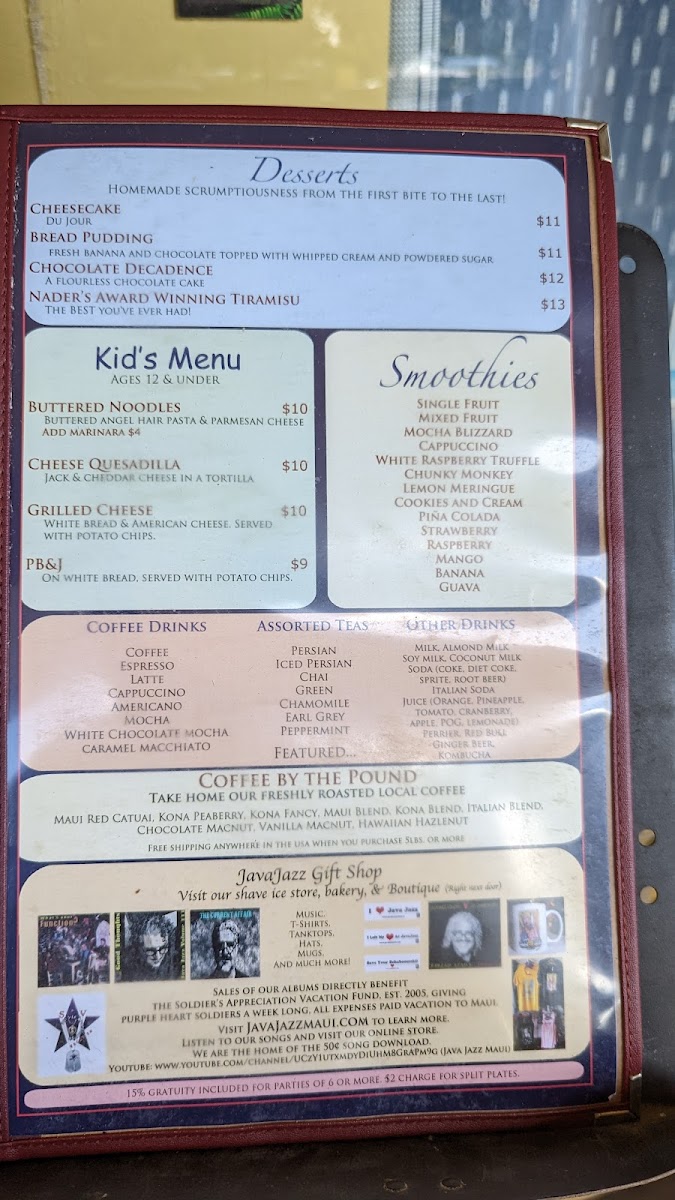 Desserts
Homemade scrumptiousness from the first bite to the last!
Cheesecake
Du Jour $11
Bread Pudding
Fresh banana and chocolate topped with whipped cream and powdered sugar $11
Chocolate Decadence $12
A flourless chocolate cake
Nader's Award Winning Tiramisu $13
The best you've ever had!
Kid's Menu
Ages 12 & under
Buttered Noodles $10
Buttered angel hair pasta & parmesan cheese
Add marinara $4
Cheese Quesadilla $10
Jack & cheddar cheese in a tortilla
Grilled Cheese $10
White bread & American cheese. Served
with potato chips.
PB&J $9
On white bread, served with potato chips.
Smoothies
Single Fruit
Mixed Fruit
Mocha Blizzard
Cappuccino
White Raspberry Truffle
Chunky Monkey
Lemon Meringue
Cookies and Cream
Piña Colada
Strawberry
Raspberry
Mango
Banana
Guava
Coffee Drinks
Coffee
Espresso
Latte
Cappuccino
Americano
Mocha
White Chocolate Mocha
Caramel Macchiato
Assorted Teas
Persian
Iced Persian
Chai
Green
Chamomile
Earl Grey
Peppermint
Featured...
Other Drinks
Milk, Almond Milk
Soy Milk, Coconut Milk
Soda (Coke, Diet Coke,
Sprite, Root Beer)
Italian Soda
Juice (Orange, Pineapple,
Tomato, Cranberry,
Apple, POG, Lemonade)
Perrier, Red Bull
Ginger Beer,
Kombucha
Coffee by the Pound
Take home our freshly roasted local coffee
Maui Red Catuai, Kona Peaberry, Kona Fancy, Maui Blend, Kona Blend, Italian Blend,
Chocolate Macnut, Vanilla Macnut, Hawaiian Hazlenut
Free shipping anywhere in the USA when you purchase 5lbs. or more
JavaJazz Gift Shop
Visit our shave ice store, bakery, & Boutique (Right next door)
Function?
The Current Affair
Music,
T-shirts,
Tanktops,
Hats,
Mugs,
and much more!
I ❤ Java Jazz
Sales of our albums directly benefit
the Soldier's Appreciation Vacation Fund, est. 2005, giving
Purple Heart soldiers a week long, all expenses paid vacation to Maui.
Visit JavaJazzMaui.com to learn more.
Listen to our songs and visit our online store.
We are the home of the 50¢ song download.
15% gratuity included for parties of 6 or more. $2 charge for split plates.